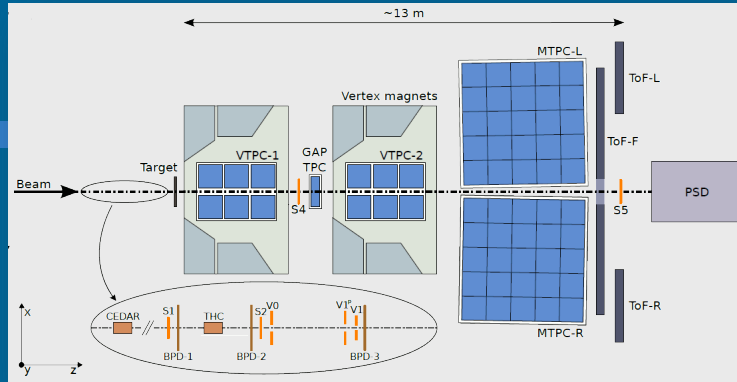 ~13 m
MTPC-L
ToF-L
Vertex magnets
ToF-F
VTPC-1
GAP
TPC
VTPC-2
Target
Beam
S4
S5
PSD
x
y
z
CEDAR
S1
THC
S2
V0
V1ᴾ
V1
BPD-1
BPD-2
BPD-3
ToF-R
MTPC-R